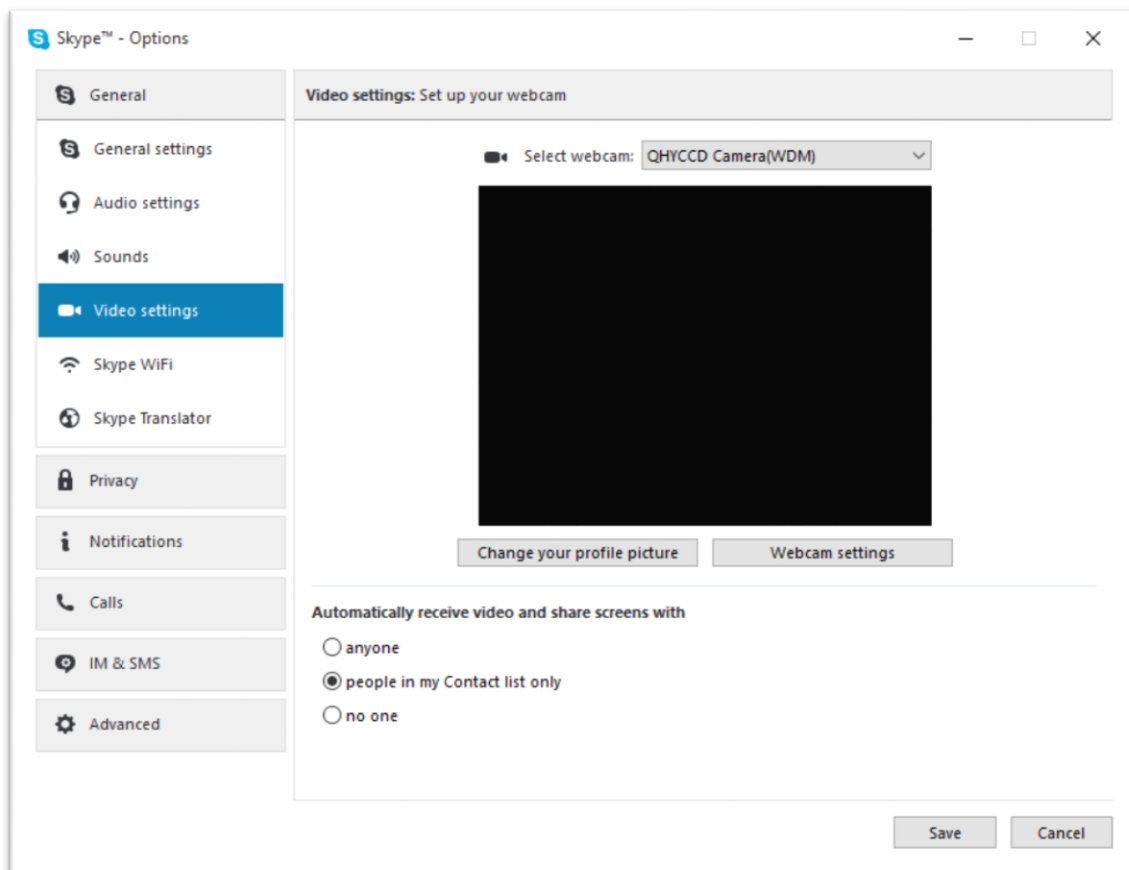 Skype™ - Options
General
General settings
Audio settings
Sounds
Video settings
Skype WiFi
Skype Translator
Privacy
Notifications
Calls
IM & SMS
Advanced
Video settings: Set up your webcam
Select webcam: QHYCCD Camera(WDM)
Change your profile picture Webcam settings
Automatically receive video and share screens with
anyone
people in my Contact list only
no one
Save Cancel